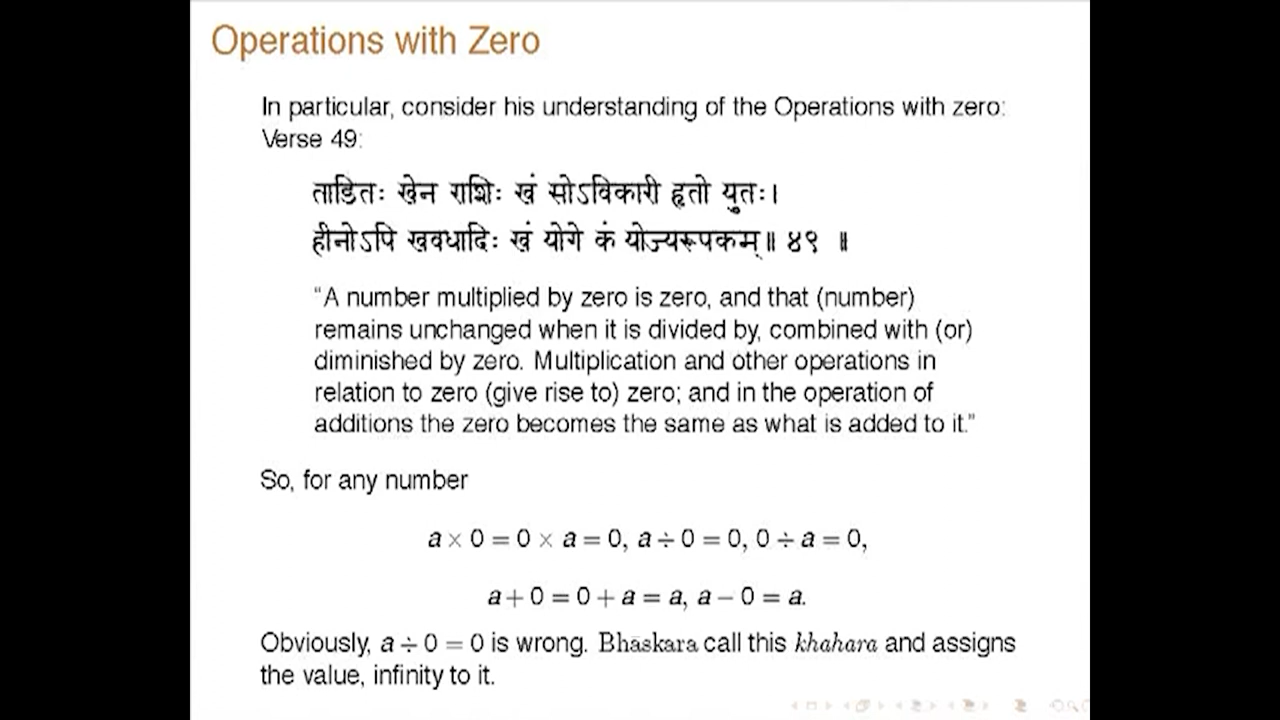 Operations with Zero
In particular, consider his understanding of the Operations with zero:
Verse 49:
ताडितः खेन राशिः खं सोऽविकारी हृतो युतः।
हीनोऽपि खवधादिः खं योगे कं योज्यरूपकम्॥ ४९ ॥
“A number multiplied by zero is zero, and that (number)
remains unchanged when it is divided by, combined with (or)
diminished by zero. Multiplication and other operations in
relation to zero (give rise to) zero; and in the operation of
additions the zero becomes the same as what is added to it.”
So, for any number
a × 0 = 0 × a = 0, a ÷ 0 = 0, 0 ÷ a = 0,
a + 0 = 0 + a = a, a − 0 = a.
Obviously, a ÷ 0 = 0 is wrong. Bhāskara call this khahara and assigns
the value, infinity to it.